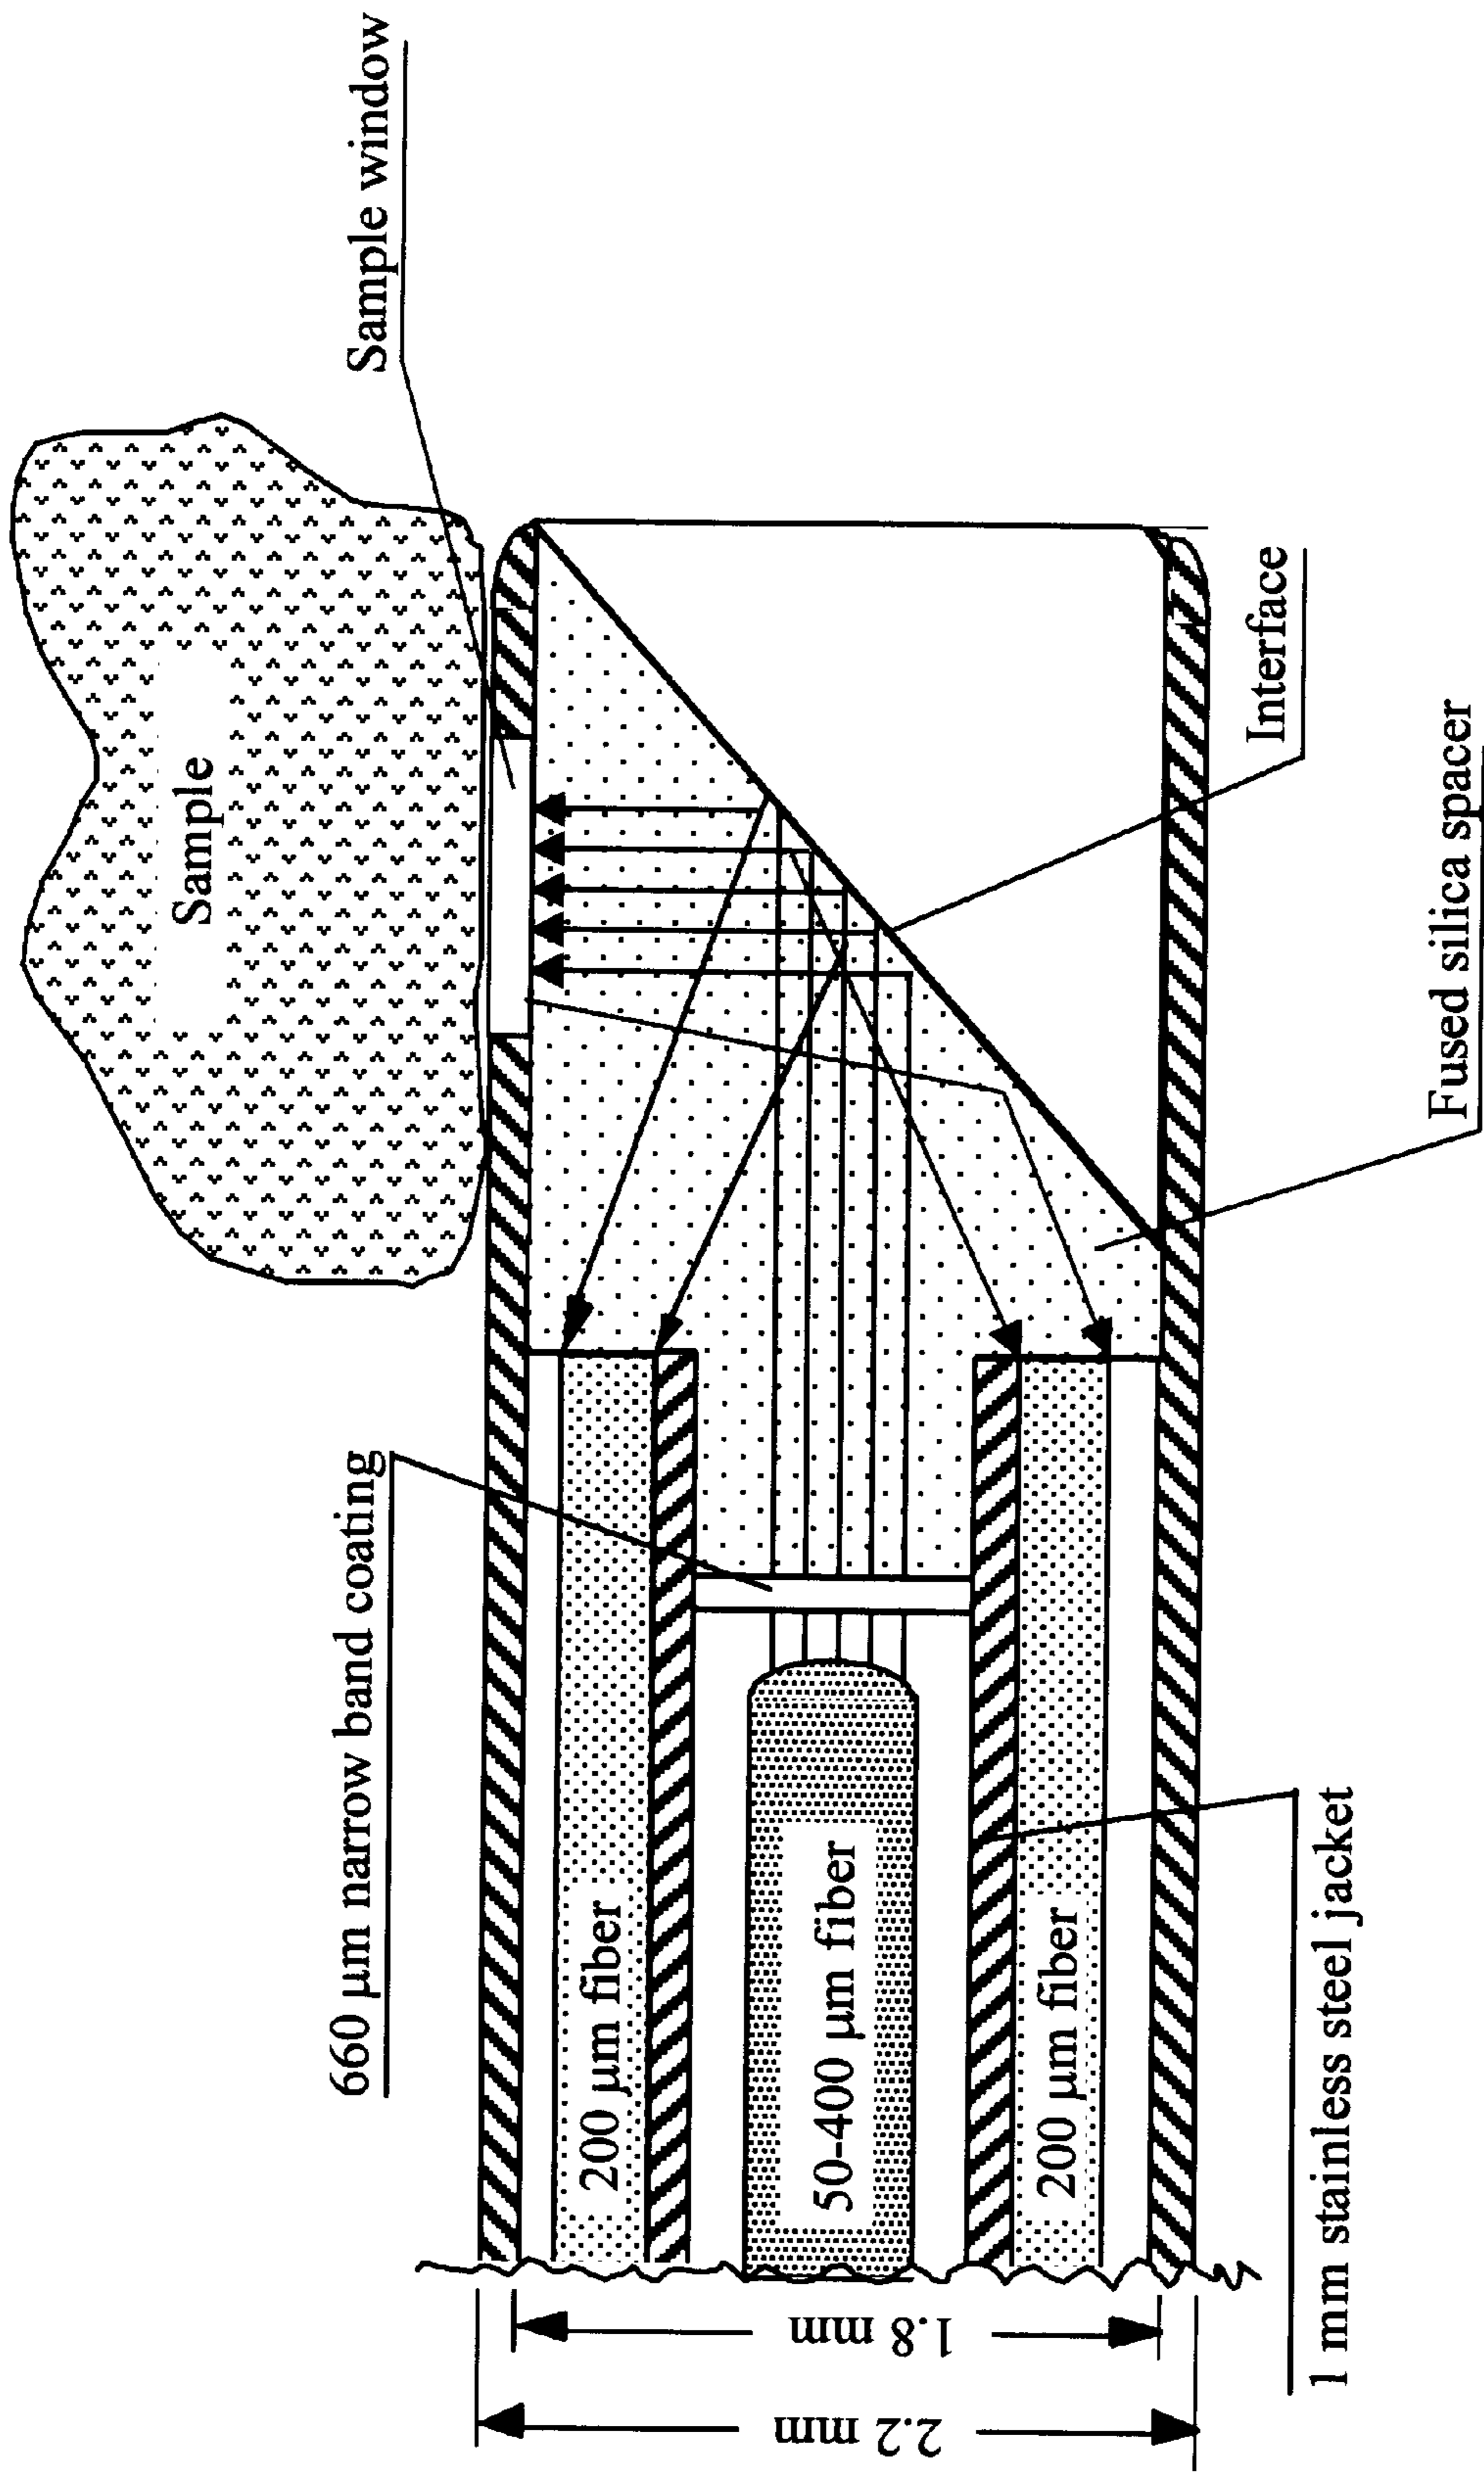 Sample window
Sample
Interface
Fused silica spacer
660 µm narrow band coating
200 µm fiber
50-400 µm fiber
200 µm fiber
1 mm stainless steel jacket
1.8 mm
2.2 mm